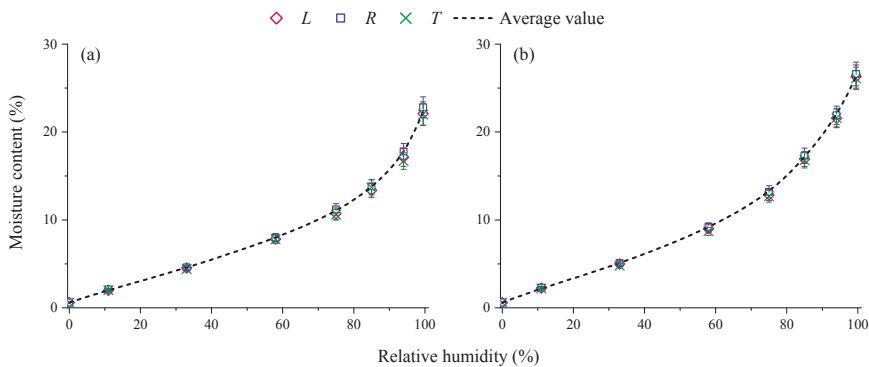 L R T Average value
(a) (b)
30 30
20 20
10 10
0 0
0 20 40 60 80 100 0 20 40 60 80 100
Moisture content (%)
Relative humidity (%)